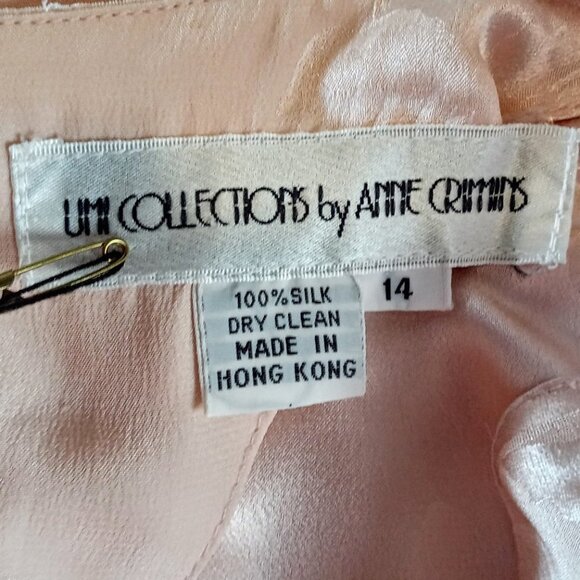 UMI COLLECTIONS by ANNE CRIMMINS
14
100% SILK
DRY CLEAN
MADE IN
HONG KONG